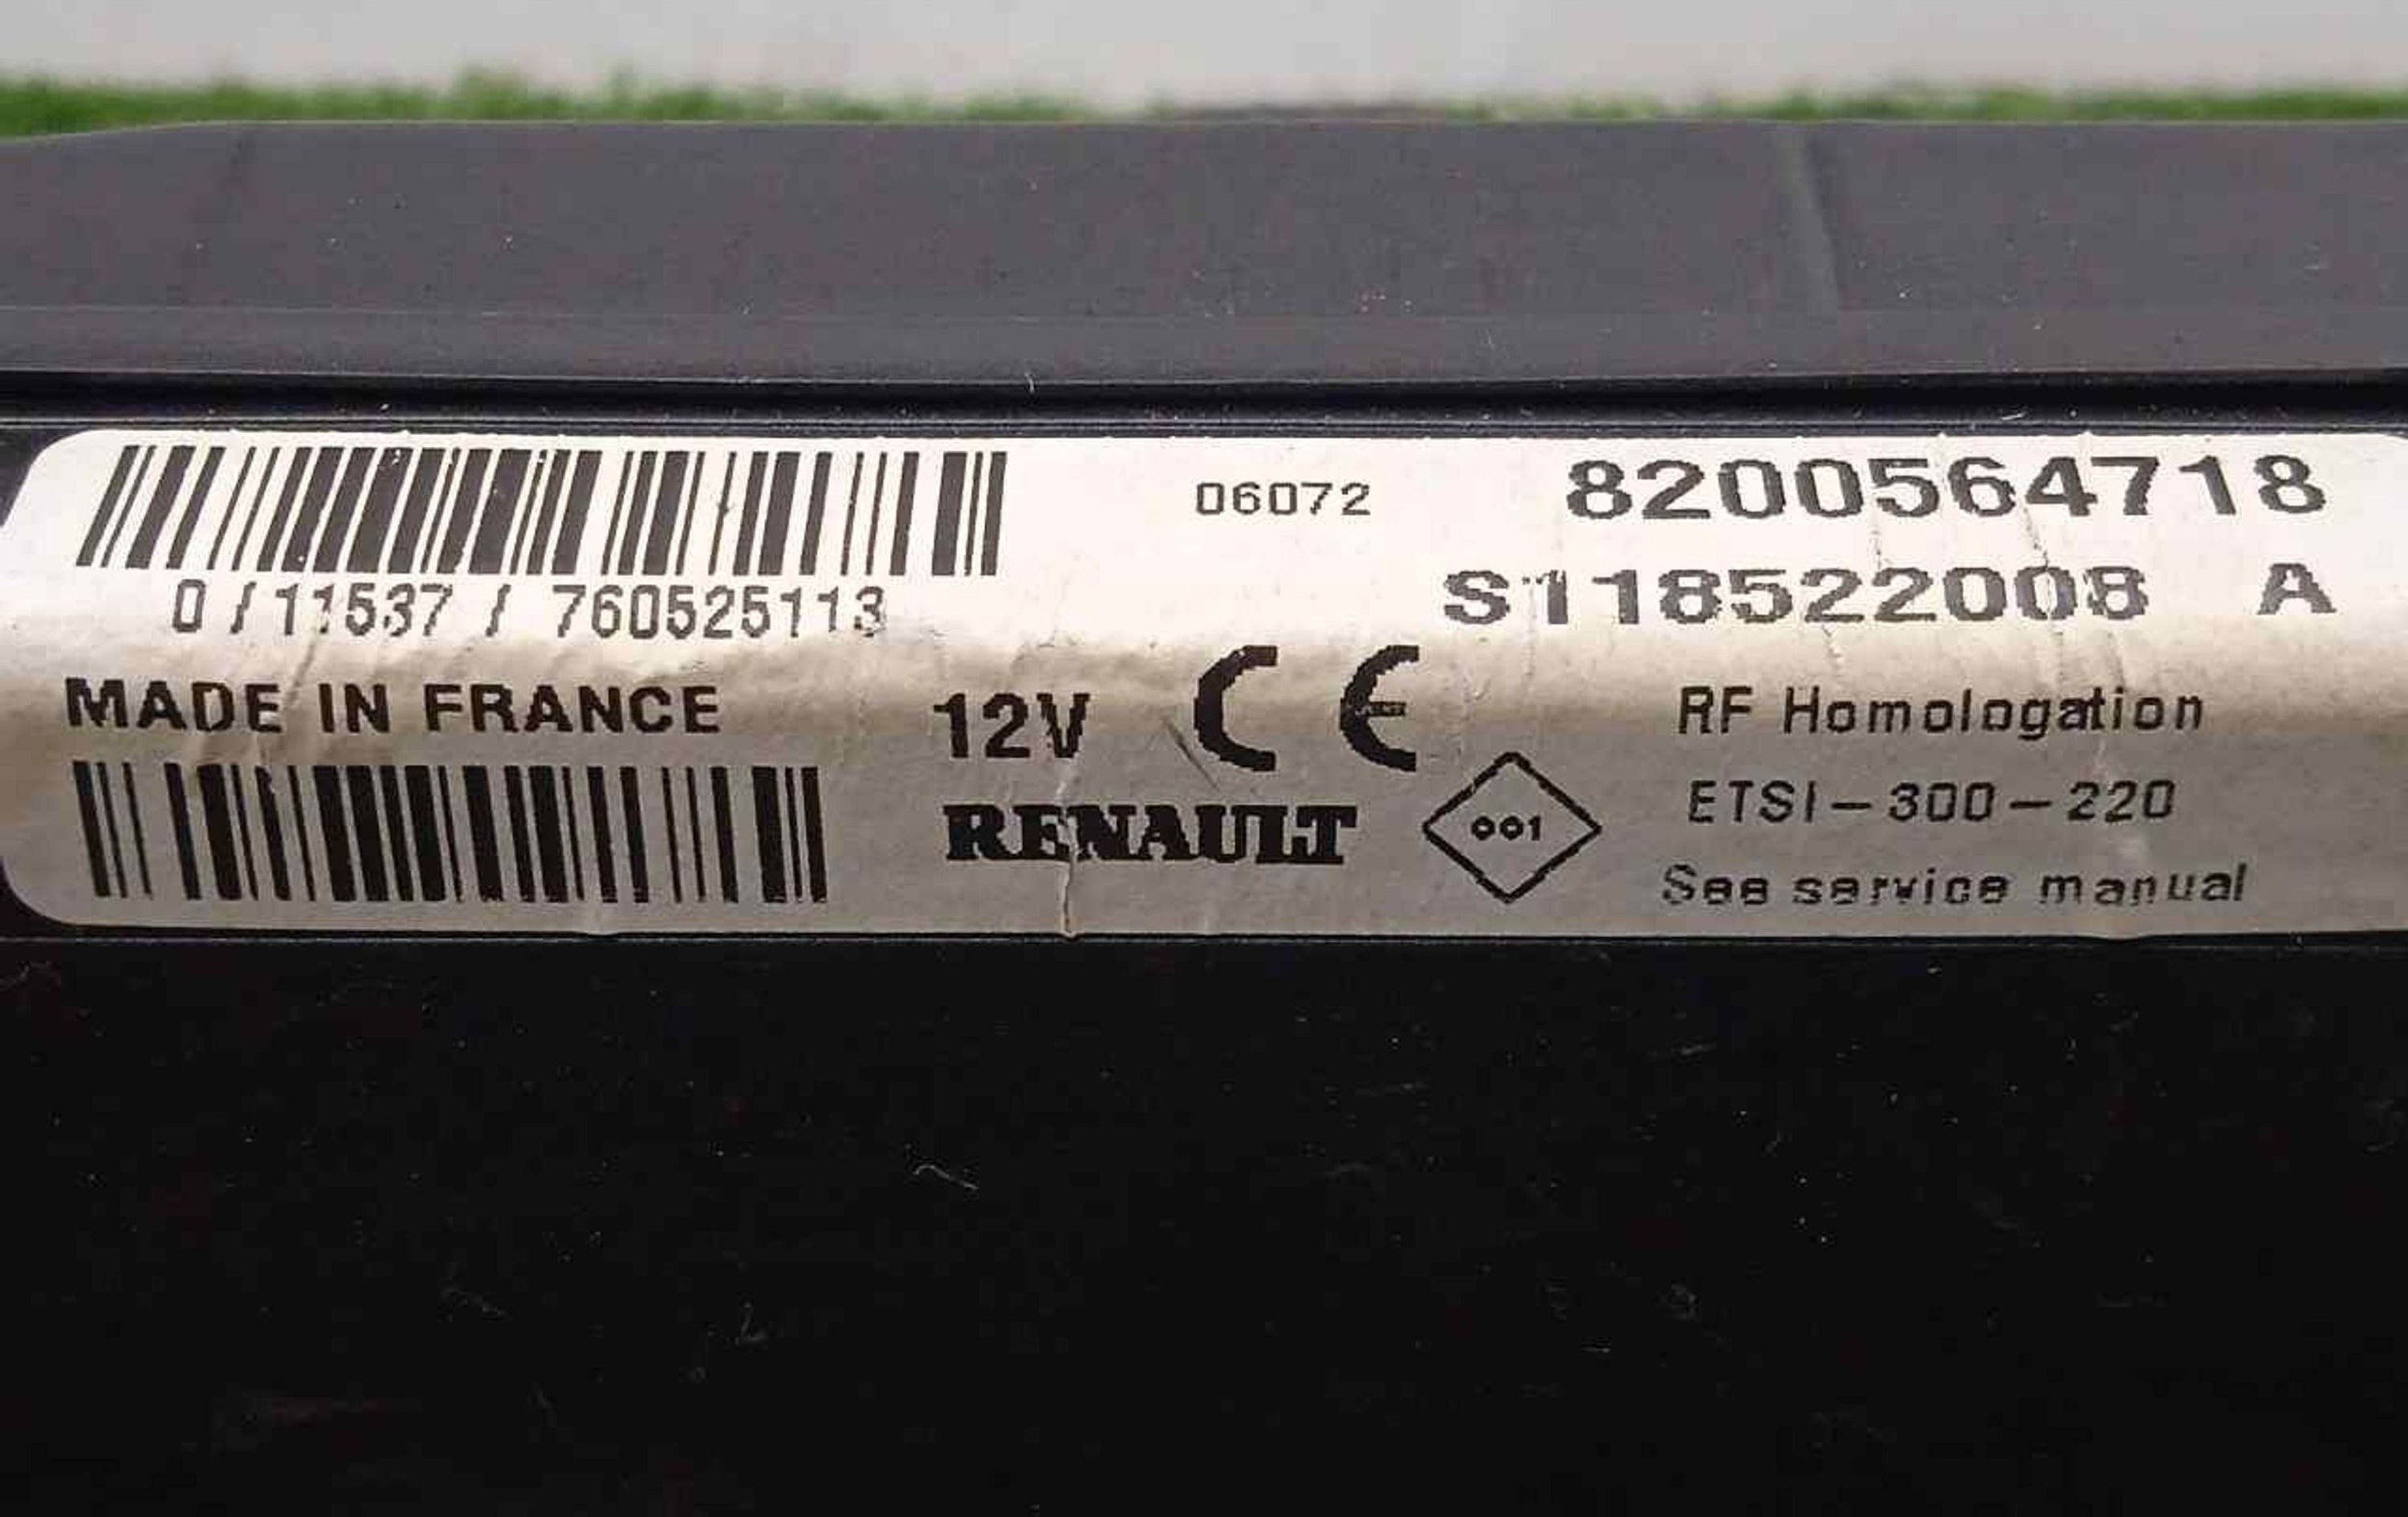 06072 8200564718
0/11537/760525113 S118522008 A
MADE IN FRANCE 12V CE RF Homologation
RENAULT 001 ETSI-300-220
See service manual